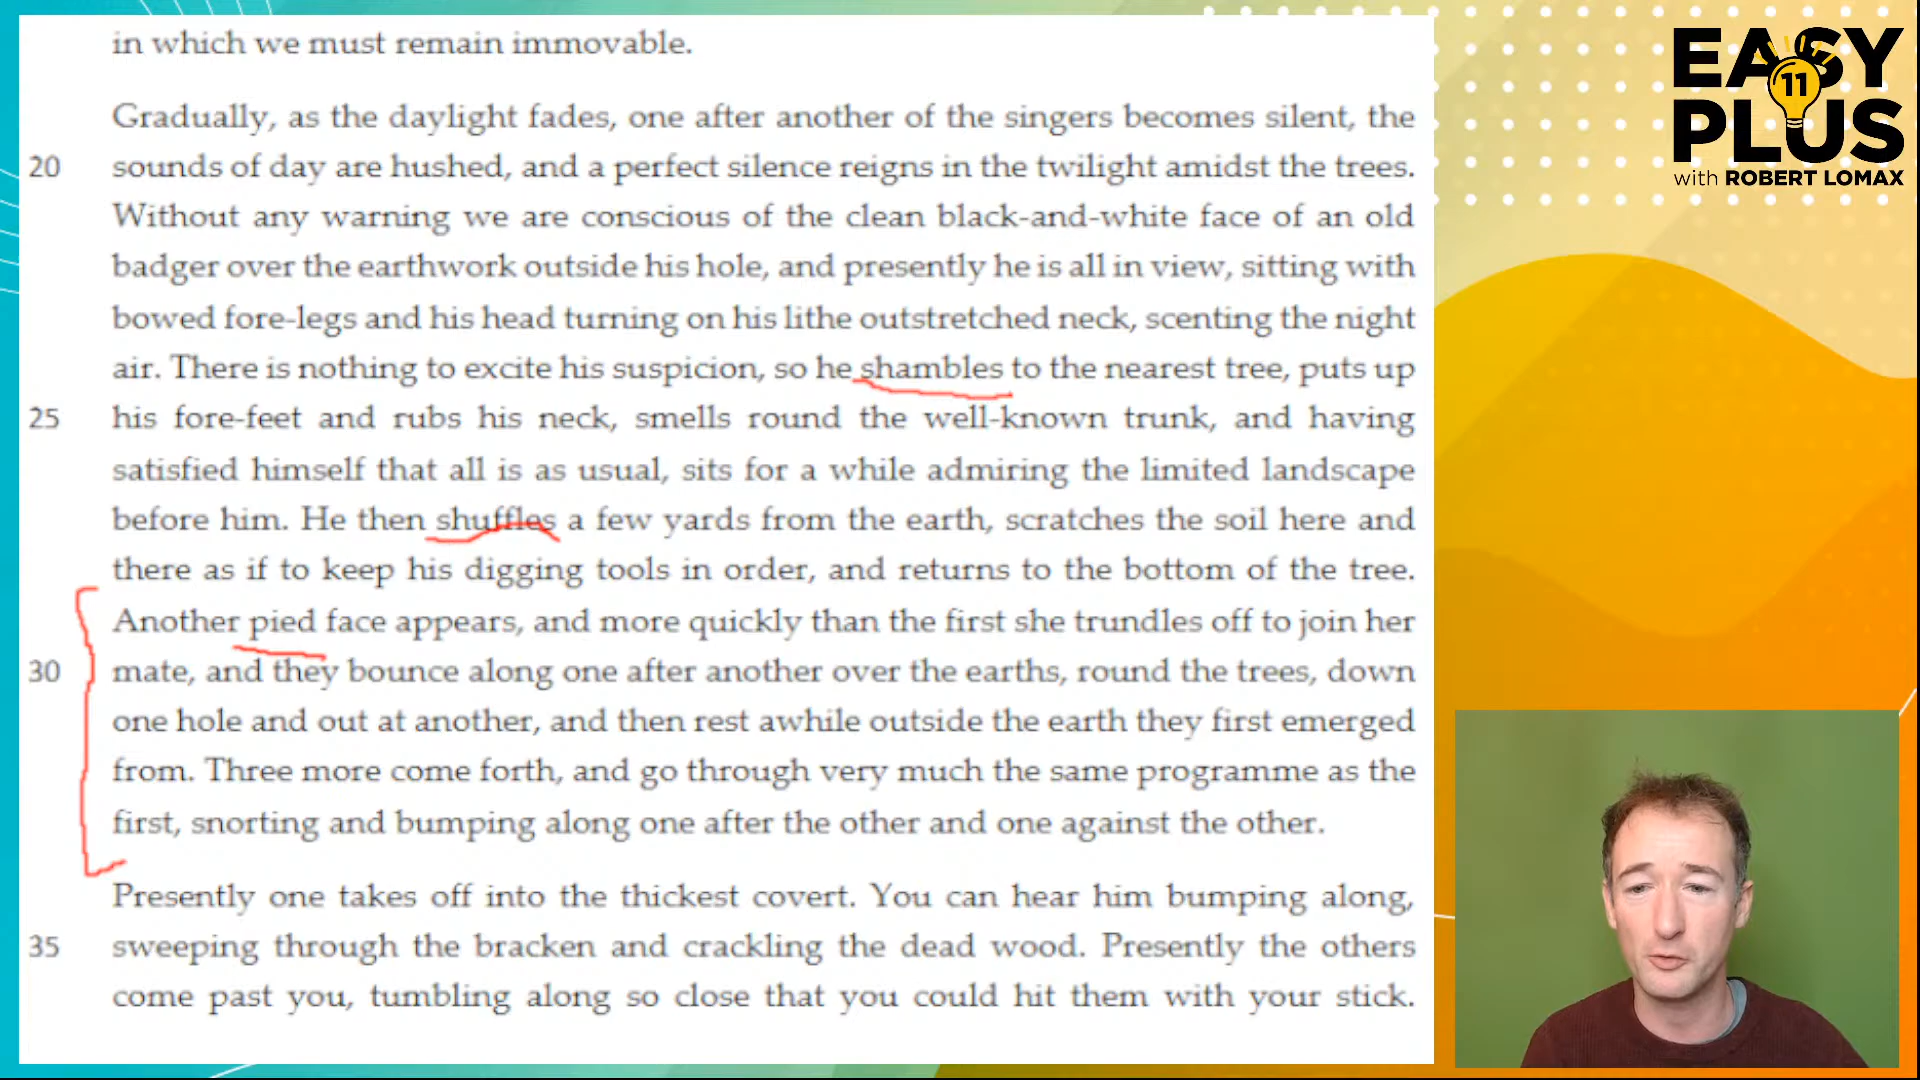 in which we must remain immovable.
Gradually, as the daylight fades, one after another of the singers becomes silent, the
20 sounds of day are hushed, and a perfect silence reigns in the twilight amidst the trees.
Without any warning we are conscious of the clean black-and-white face of an old
badger over the earthwork outside his hole, and presently he is all in view, sitting with
bowed fore-legs and his head turning on his lithe outstretched neck, scenting the night
air. There is nothing to excite his suspicion, so he shambles to the nearest tree, puts up
25 his fore-feet and rubs his neck, smells round the well-known trunk, and having
satisfied himself that all is as usual, sits for a while admiring the limited landscape
before him. He then shuffles a few yards from the earth, scratches the soil here and
there as if to keep his digging tools in order, and returns to the bottom of the tree.
Another pied face appears, and more quickly than the first she trundles off to join her
30 mate, and they bounce along one after another over the earths, round the trees, down
one hole and out at another, and then rest awhile outside the earth they first emerged
from. Three more come forth, and go through very much the same programme as the
first, snorting and bumping along one after the other and one against the other.
Presently one takes off into the thickest covert. You can hear him bumping along,
35 sweeping through the bracken and crackling the dead wood. Presently the others
come past you, tumbling along so close that you could hit them with your stick.
EASY
11
PLUS
with ROBERT LOMAX